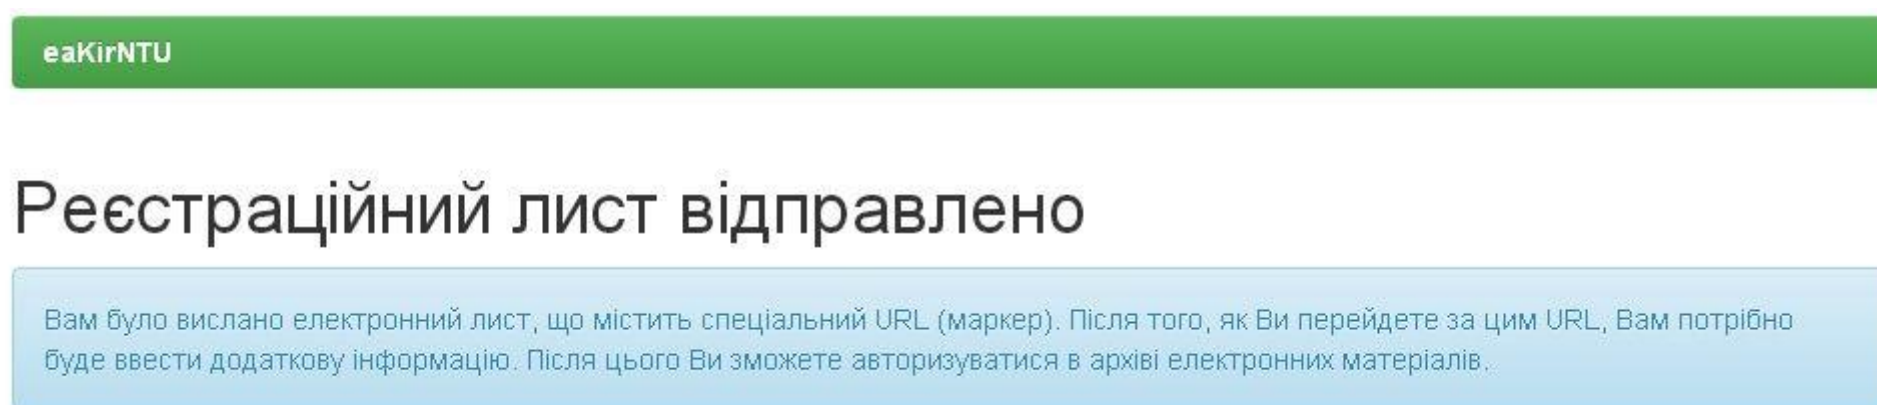 eaKirNTU
Реєстраційний лист відправлено
Вам було вислано електронний лист, що містить спеціальний URL (маркер). Після того, як Ви перейдете за цим URL, Вам потрібно
буде ввести додаткову інформацію. Після цього Ви зможете авторизуватися в архіві електронних матеріалів.